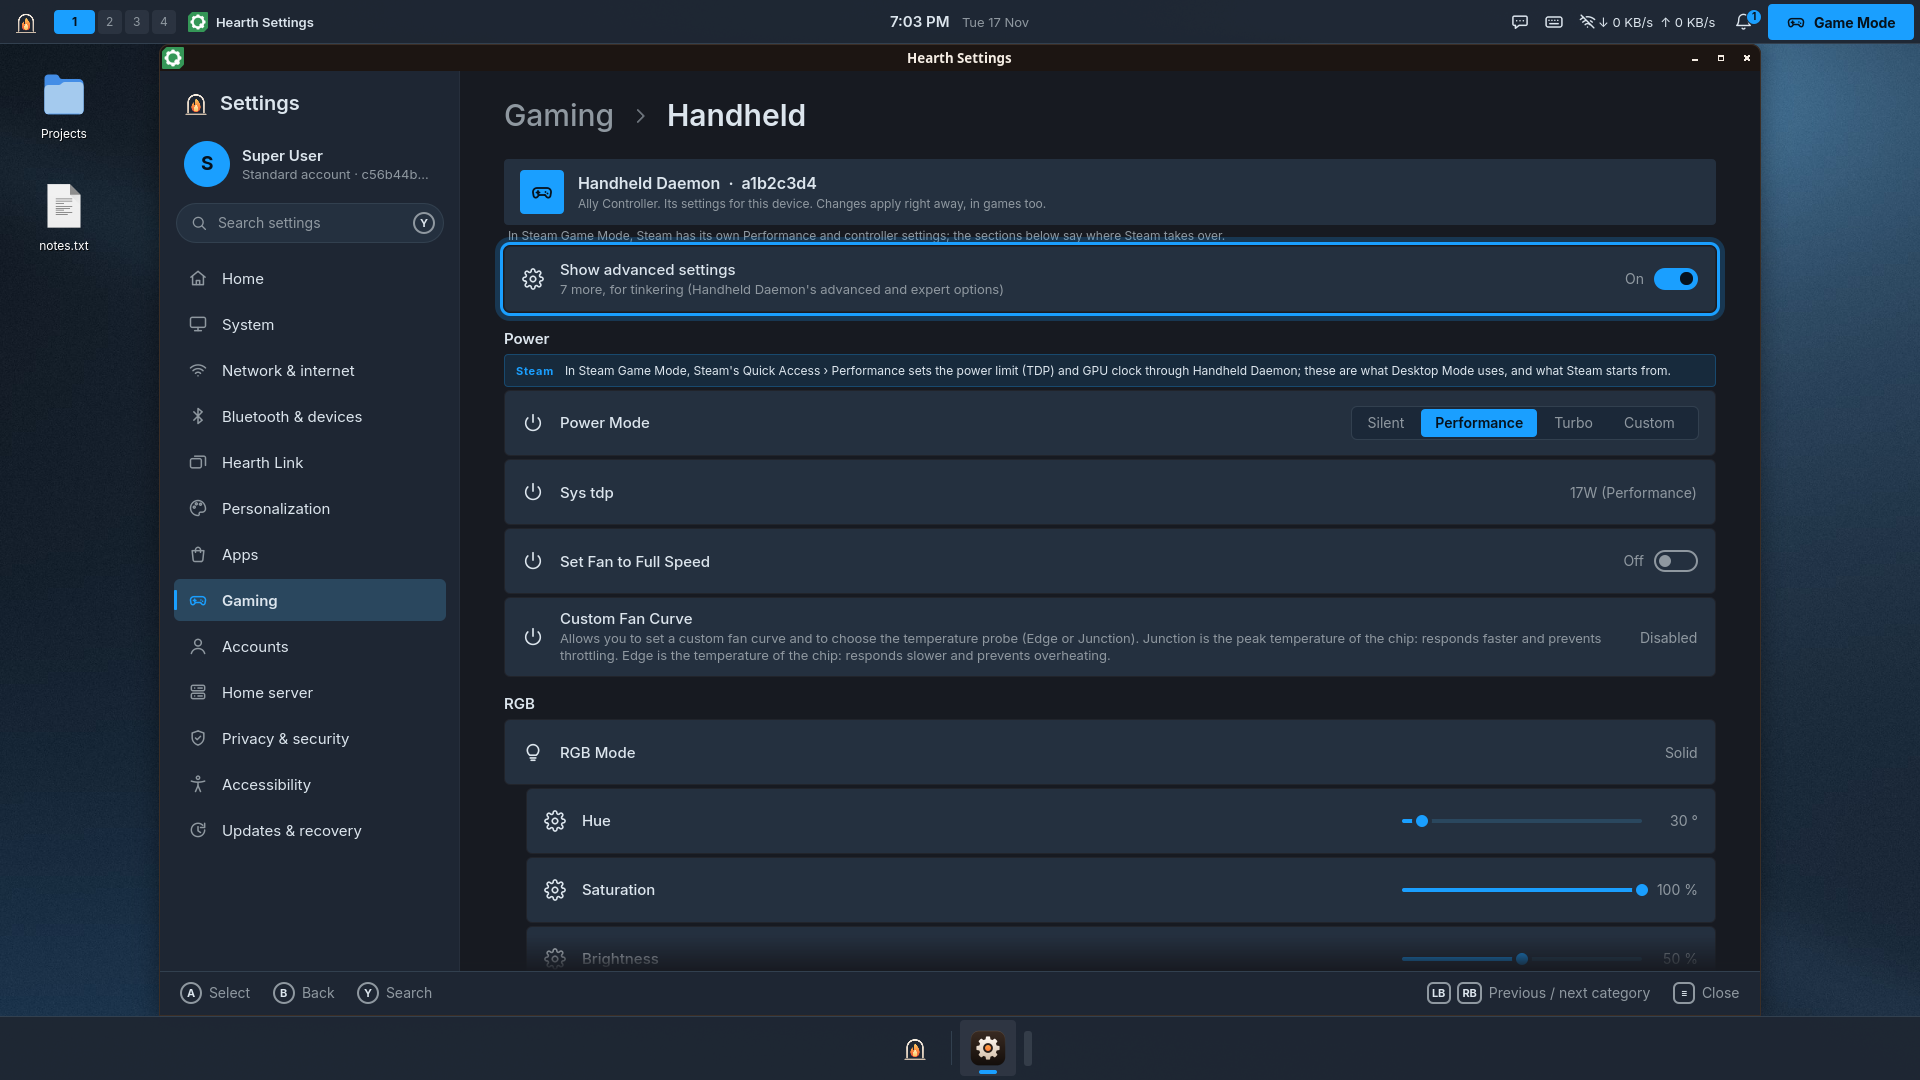 1 2 3 4 Hearth Settings 7:03 PM Tue 17 Nov ↓ 0 KB/s ↑ 0 KB/s 1 Game Mode
Hearth Settings
Projects
notes.txt
Settings
S Super User
Standard account · c56b44b...
Search settings Y
Home
System
Network & internet
Bluetooth & devices
Hearth Link
Personalization
Apps
Gaming
Accounts
Home server
Privacy & security
Accessibility
Updates & recovery
Gaming > Handheld
Handheld Daemon · a1b2c3d4
Ally Controller. Its settings for this device. Changes apply right away, in games too.
In Steam Game Mode, Steam has its own Performance and controller settings; the sections below say where Steam takes over.
Show advanced settings
7 more, for tinkering (Handheld Daemon's advanced and expert options)
On
Power
Steam In Steam Game Mode, Steam's Quick Access › Performance sets the power limit (TDP) and GPU clock through Handheld Daemon; these are what Desktop Mode uses, and what Steam starts from.
Power Mode Silent Performance Turbo Custom
Sys tdp 17W (Performance)
Set Fan to Full Speed Off
Custom Fan Curve
Allows you to set a custom fan curve and to choose the temperature probe (Edge or Junction). Junction is the peak temperature of the chip: responds faster and prevents
throttling. Edge is the temperature of the chip: responds slower and prevents overheating.
Disabled
RGB
RGB Mode Solid
Hue 30 °
Saturation 100 %
Brightness 50 %
A Select B Back Y Search LB RB Previous / next category ≡ Close